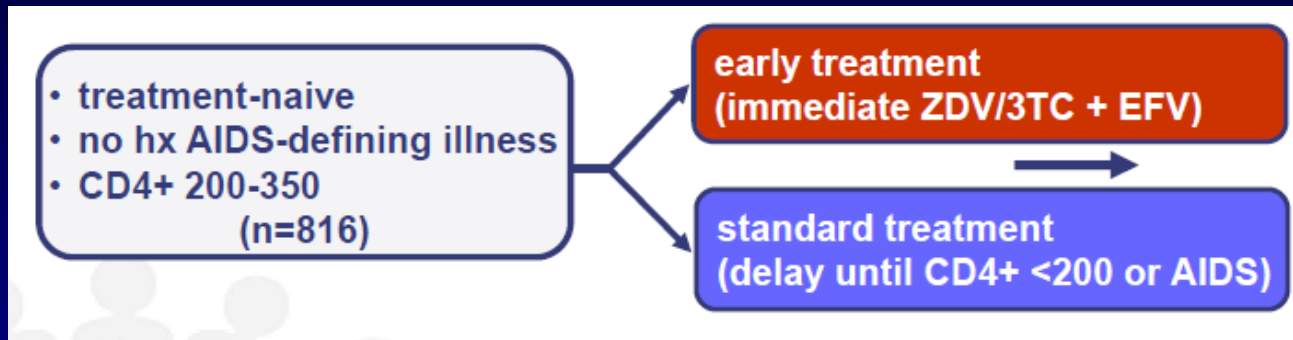 • treatment-naive
• no hx AIDS-defining illness
• CD4+ 200-350
(n=816)
early treatment
(immediate ZDV/3TC + EFV)
standard treatment
(delay until CD4+ <200 or AIDS)